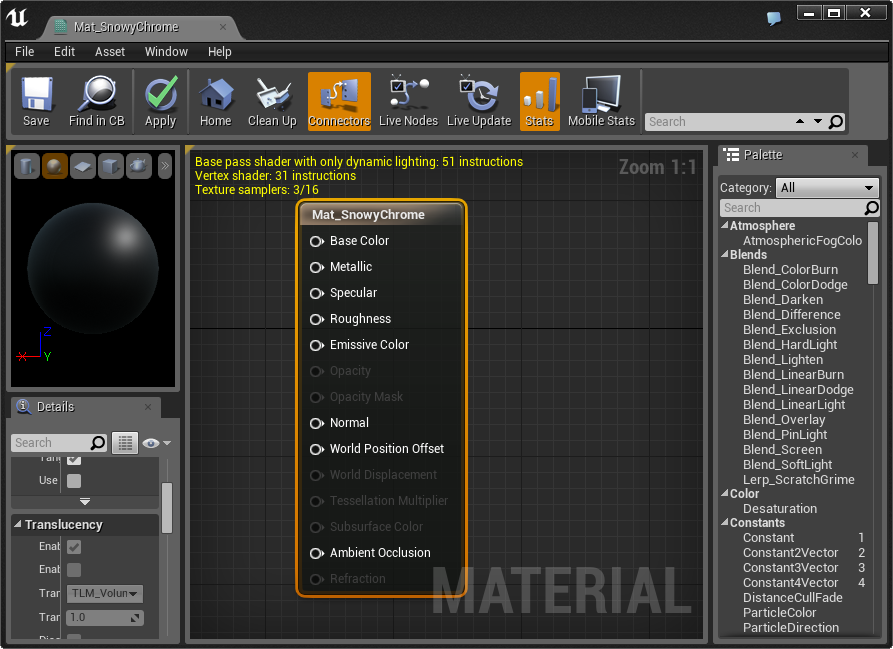 Mat_SnowyChrome
File Edit Asset Window Help
Save Find in CB Apply Home Clean Up Connectors Live Nodes Live Update Stats Mobile Stats Search
Base pass shader with only dynamic lighting: 51 instructions
Vertex shader: 31 instructions
Texture samplers: 3/16
Zoom 1:1
Mat_SnowyChrome
Base Color
Metallic
Specular
Roughness
Emissive Color
Opacity
Opacity Mask
Normal
World Position Offset
World Displacement
Tessellation Multiplier
Subsurface Color
Ambient Occlusion
Refraction
MATERIAL
Z
X Y
Details
Search
Use
Translucency
Enab
Enab
Tran TLM_Volun
Tran 1.0
Palette
Category: All
Search
Atmosphere
AtmosphericFogColo
Blends
Blend_ColorBurn
Blend_ColorDodge
Blend_Darken
Blend_Difference
Blend_Exclusion
Blend_HardLight
Blend_Lighten
Blend_LinearBurn
Blend_LinearDodge
Blend_LinearLight
Blend_Overlay
Blend_PinLight
Blend_Screen
Blend_SoftLight
Lerp_ScratchGrime
Color
Desaturation
Constants
Constant 1
Constant2Vector 2
Constant3Vector 3
Constant4Vector 4
DistanceCullFade
ParticleColor
ParticleDirection